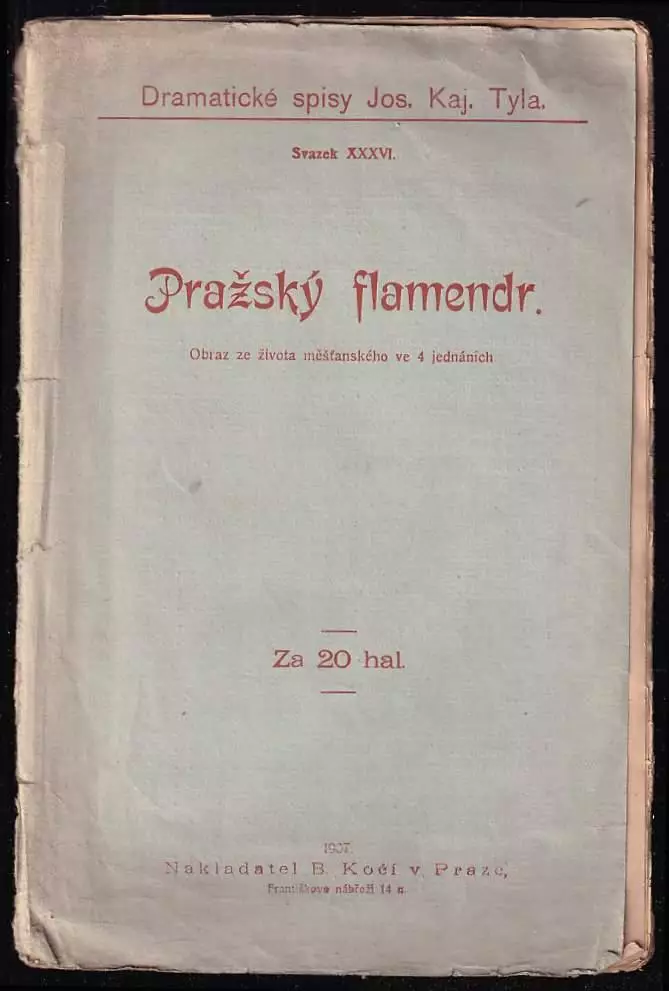 Dramatické spisy Jos. Kaj. Tyla.
Svazek XXXVI.
Pražský flamendr.
Obraz ze života měšťanského ve 4 jednáních
Za 20 hal.
1907.
Nakladatel B. Kočí v Praze,
Františkovo nábřeží 14 n.